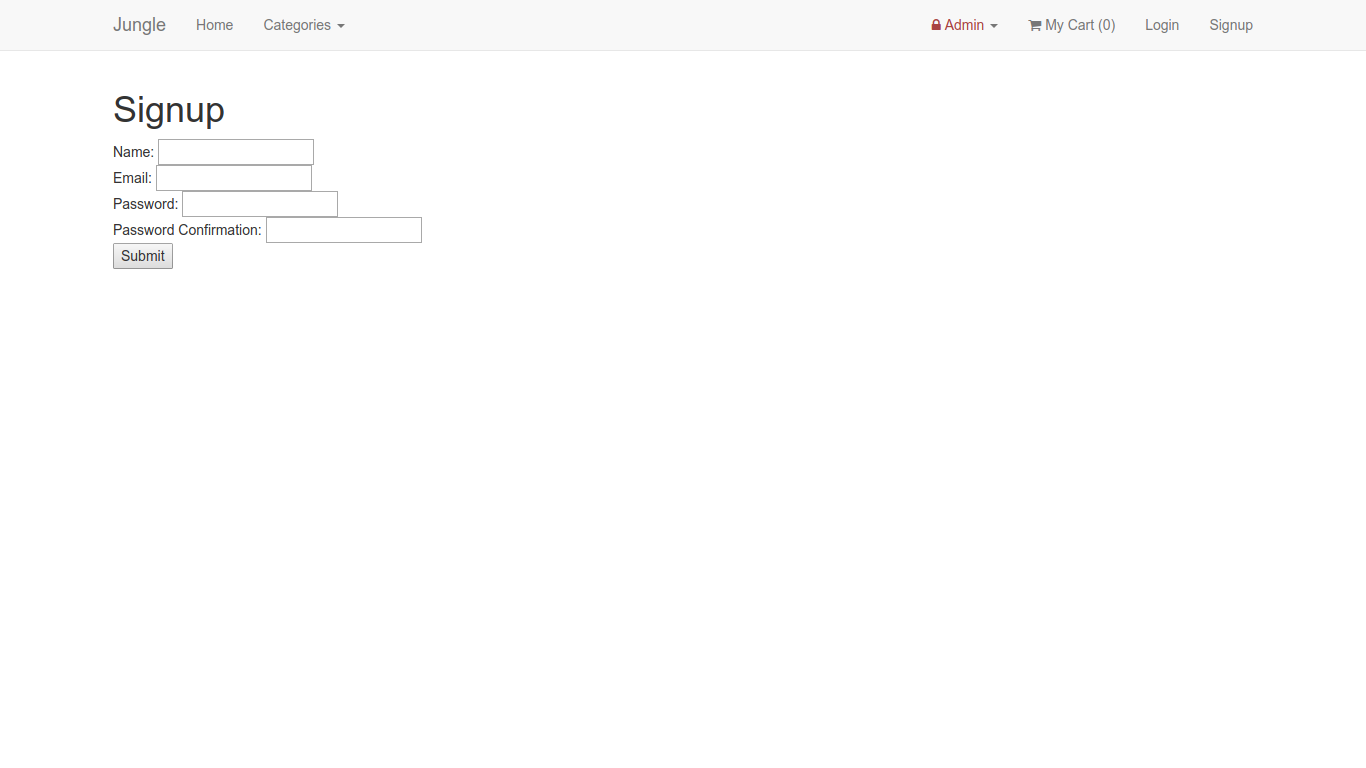 Jungle Home Categories Admin My Cart (0) Login Signup
Signup
Name:
Email:
Password:
Password Confirmation:
Submit